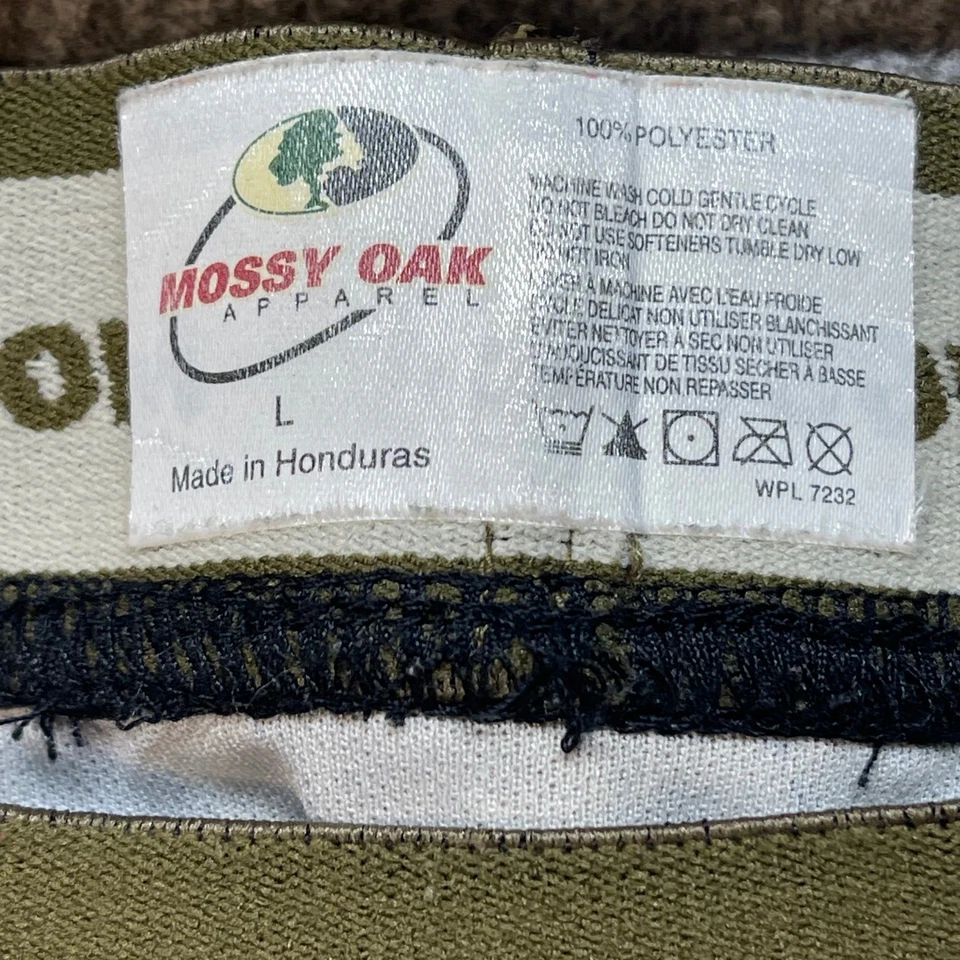 MOSSY OAK
APPAREL
L
Made in Honduras
100% POLYESTER
MACHINE WASH COLD GENTLE CYCLE
DO NOT BLEACH DO NOT DRY CLEAN
DO NOT USE SOFTENERS TUMBLE DRY LOW
DO NOT IRON
LAVER À MACHINE AVEC L'EAU FROIDE
CYCLE DELICAT NON UTILISER BLANCHISSANT
EVITER NETTOYER A SEC NON UTILISER
D'ADOUCISSANT DE TISSU SECHER À BASSE
TEMPÉRATURE NON REPASSER
WPL 7232